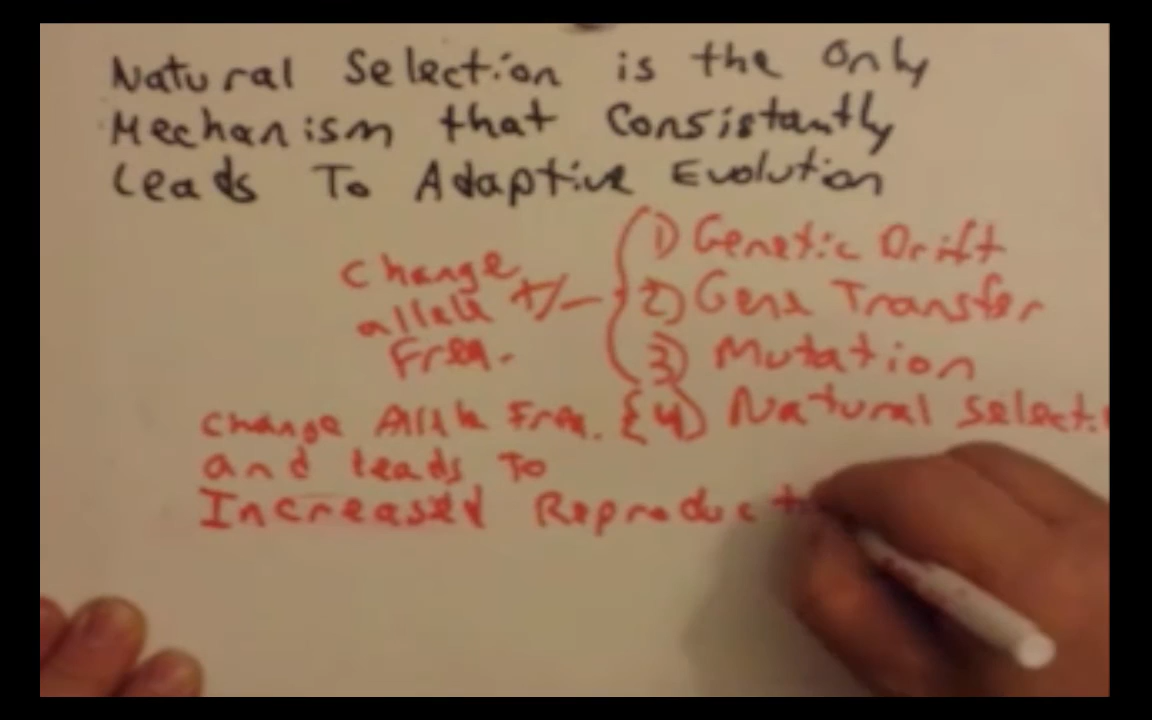 Natural Selection is the Only
Mechanism that Consistantly
Leads To Adaptive Evolution
Change
allele +/-
Freq.
1) Genetic Drift
2) Gene Transfer
3) Mutation
Change Allele Freq. { 4) Natural Select
and leads To
Increased Reproduct